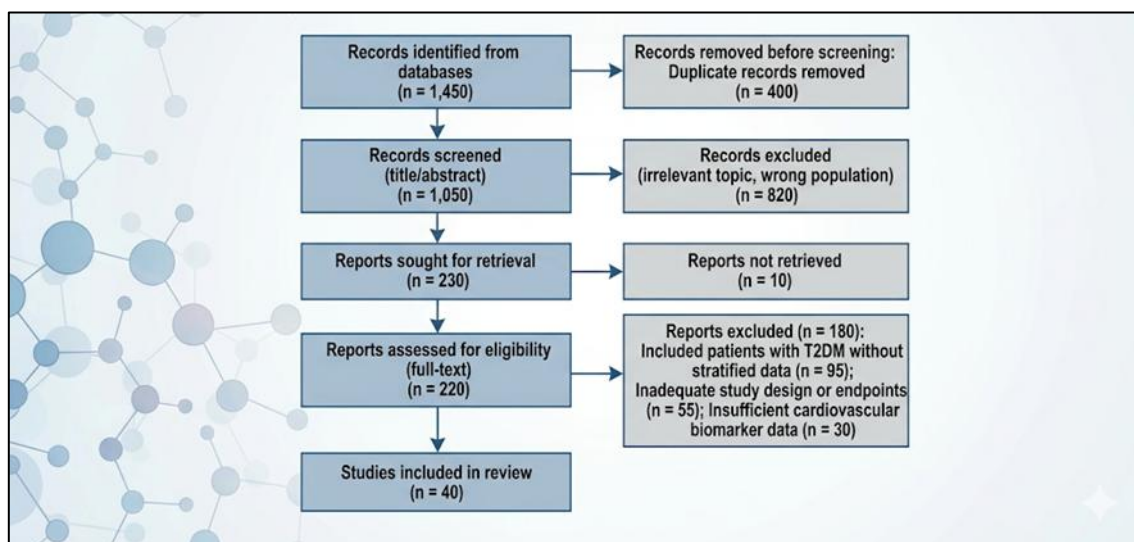 Records identified from
databases
(n = 1,450)
Records removed before screening:
Duplicate records removed
(n = 400)
Records screened
(title/abstract)
(n = 1,050)
Records excluded
(irrelevant topic, wrong population)
(n = 820)
Reports sought for retrieval
(n = 230)
Reports not retrieved
(n = 10)
Reports assessed for eligibility
(full-text)
(n = 220)
Reports excluded (n = 180):
Included patients with T2DM without
stratified data (n = 95);
Inadequate study design or endpoints
(n = 55); Insufficient cardiovascular
biomarker data (n = 30)
Studies included in review
(n = 40)